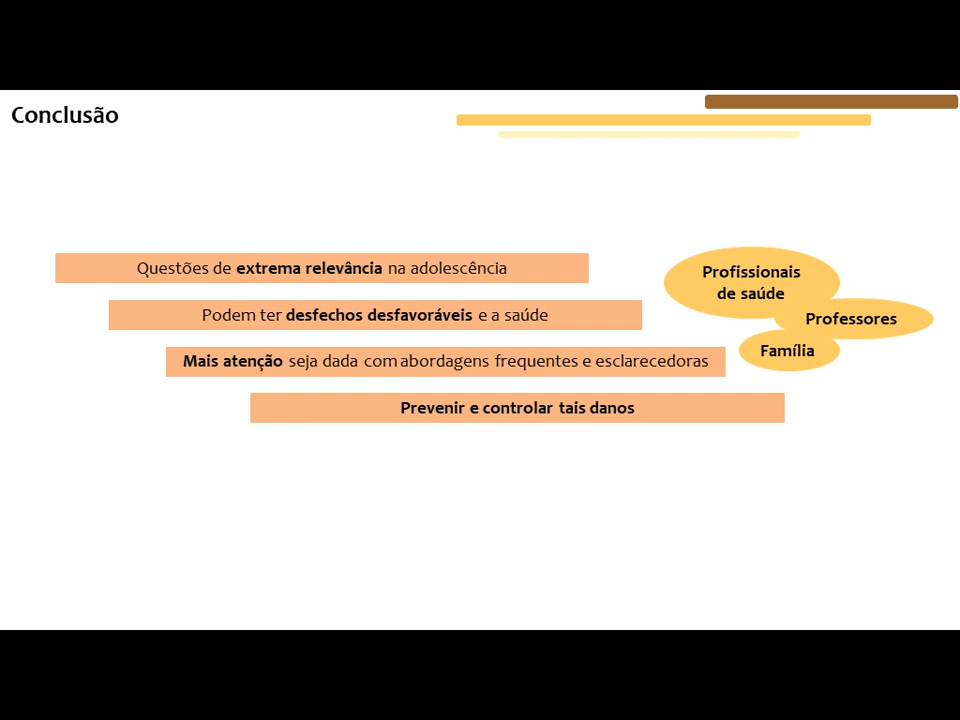 Conclusão
Questões de extrema relevância na adolescência
Podem ter desfechos desfavoráveis e a saúde
Mais atenção seja dada com abordagens frequentes e esclarecedoras
Prevenir e controlar tais danos
Profissionais
de saúde
Professores
Família